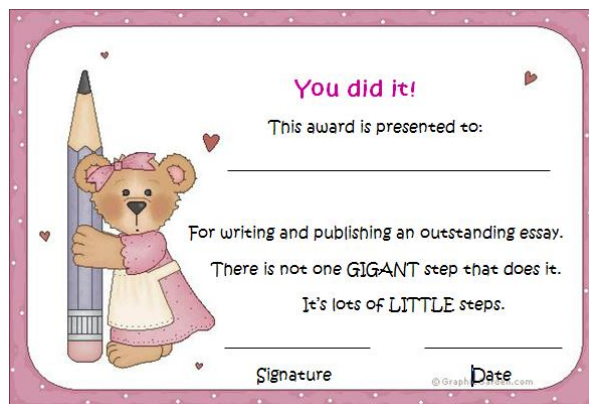 You did it!
This award is presented to:
For writing and publishing an outstanding essay.
There is not one GIGANT step that does it.
It's lots of LITTLE steps.
Signature Date